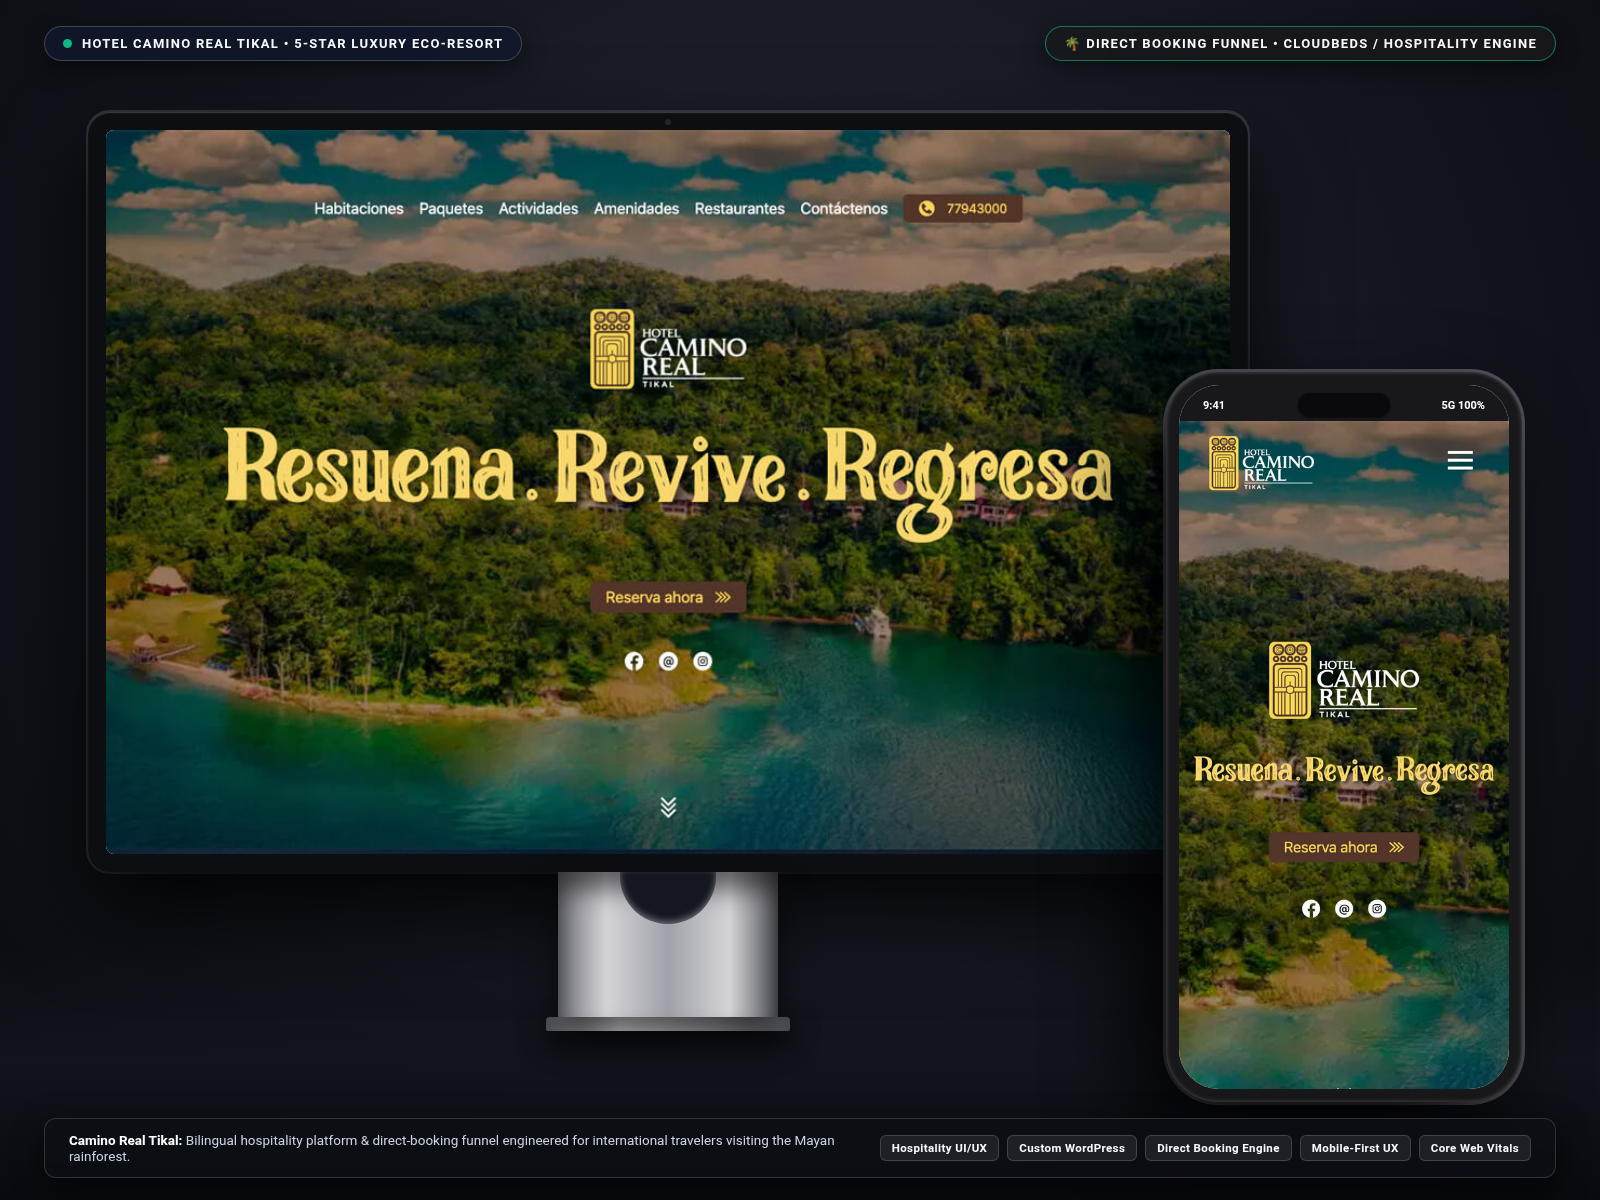 HOTEL CAMINO REAL TIKAL • 5-STAR LUXURY ECO-RESORT
🌴 DIRECT BOOKING FUNNEL • CLOUDBEDS / HOSPITALITY ENGINE
Habitaciones Paquetes Actividades Amenidades Restaurantes Contáctenos 77943000
HOTEL
CAMINO
REAL
TIKAL
Resuena.Revive.Regresa
Reserva ahora
9:41 5G 100%
HOTEL
CAMINO
REAL
TIKAL
HOTEL
CAMINO
REAL
TIKAL
Resuena.Revive.Regresa
Reserva ahora
Camino Real Tikal: Bilingual hospitality platform & direct-booking funnel engineered for international travelers visiting the Mayan
rainforest.
Hospitality UI/UX Custom WordPress Direct Booking Engine Mobile-First UX Core Web Vitals